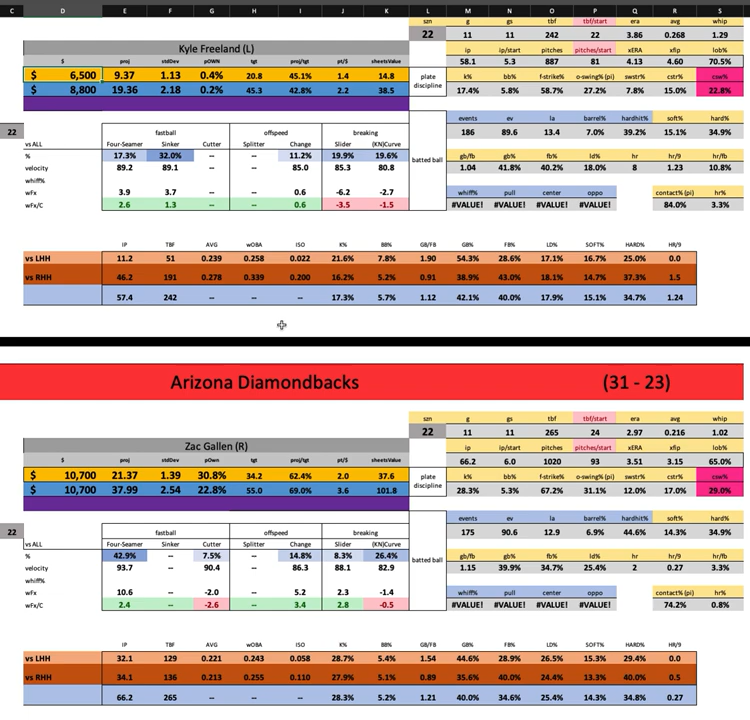 C D E F G H I J K L M N O P Q R S
szn g gs tbf tbf/start era avg whip
22 11 11 242 22 3.86 0.268 1.29
Kyle Freeland (L) ip ip/start pitches pitches/start xERA xfip lob%
$ proj stdDev pOWN tgt proj/tgt pt/$ sheetsValue 58.1 5.3 887 81 4.13 4.60 70.5%
$ 6,500 9.37 1.13 0.4% 20.8 45.1% 1.4 14.8 plate discipline k% bb% f-strike% o-swing% (pi) swstr% cstr% csw%
$ 8,800 19.36 2.18 0.2% 45.3 42.8% 2.2 38.5 17.4% 5.8% 58.7% 27.2% 7.8% 15.0% 22.8%
events ev la barrel% hardhit% soft% hard%
22 fastball offspeed breaking 186 89.6 13.4 7.0% 39.2% 15.1% 34.9%
vs ALL Four-Seamer Sinker Cutter Splitter Change Slider (KN)Curve
% 17.3% 32.0% -- -- 11.2% 19.9% 19.6% batted ball gb/fb gb% fb% ld% hr hr/9 hr/fb
velocity 89.2 89.1 -- -- 85.0 85.3 80.8 1.04 41.8% 40.2% 18.0% 8 1.23 10.8%
whiff%
wFx 3.9 3.7 0.6 -6.2 -2.7 whiff% pull center oppo contact% (pi) hr%
wFx/C 2.6 1.3 0.6 -3.5 -1.5 #VALUE! #VALUE! #VALUE! #VALUE! 84.0% 3.3%
IP TBF AVG wOBA ISO K% BB% GB/FB GB% FB% LD% SOFT% HARD% HR/9
vs LHH 11.2 51 0.239 0.258 0.022 21.6% 7.8% 1.90 54.3% 28.6% 17.1% 16.7% 25.0% 0.0
vs RHH 46.2 191 0.278 0.339 0.200 16.2% 5.2% 0.91 38.9% 43.0% 18.1% 14.7% 37.3% 1.5
57.4 242 -- -- 17.3% 5.7% 1.12 42.1% 40.0% 17.9% 15.1% 34.7% 1.24
Arizona Diamondbacks (31 - 23)
szn g gs tbf tbf/start era avg whip
22 11 11 265 24 2.97 0.216 1.02
Zac Gallen (R) ip ip/start pitches pitches/start xERA xfip lob%
$ proj stdDev pOwn tgt proj/tgt pt/$ sheetsValue 66.2 6.0 1020 93 3.51 3.15 65.0%
$ 10,700 21.37 1.39 30.8% 34.2 62.4% 2.0 37.6 plate discipline k% bb% f-strike% o-swing% (pi) swstr% cstr% csw%
$ 10,700 37.99 2.54 22.8% 55.0 69.0% 3.6 101.8 28.3% 5.3% 67.2% 31.1% 12.0% 17.0% 29.0%
events ev la barrel% hardhit% soft% hard%
22 fastball offspeed breaking 175 90.6 12.9 6.9% 44.6% 14.3% 34.9%
vs ALL Four-Seamer Sinker Cutter Splitter Change Slider (KN)Curve
% 42.9% -- 7.5% -- 14.8% 8.3% 26.4% batted ball gb/fb gb% fb% ld% hr hr/9 hr/fb
velocity 93.7 -- 90.4 -- 86.3 88.1 82.9 1.15 39.9% 34.7% 25.4% 2 0.27 3.3%
whiff%
wFx 10.6 -2.0 5.2 2.3 -1.4 whiff% pull center oppo contact% (pi) hr%
wFx/C 2.4 -- -2.6 -- 3.4 2.8 -0.5 #VALUE! #VALUE! #VALUE! #VALUE! 74.2% 0.8%
IP TBF AVG wOBA ISO K% BB% GB/FB GB% FB% LD% SOFT% HARD% HR/9
vs LHH 32.1 129 0.221 0.243 0.058 28.7% 5.4% 1.54 44.6% 28.9% 26.5% 15.3% 29.4% 0.0
vs RHH 34.1 136 0.213 0.255 0.110 27.9% 5.1% 0.89 35.6% 40.0% 24.4% 13.3% 40.0% 0.5
66.2 265 -- -- 28.3% 5.2% 1.21 40.0% 34.6% 25.4% 14.3% 34.8% 0.27